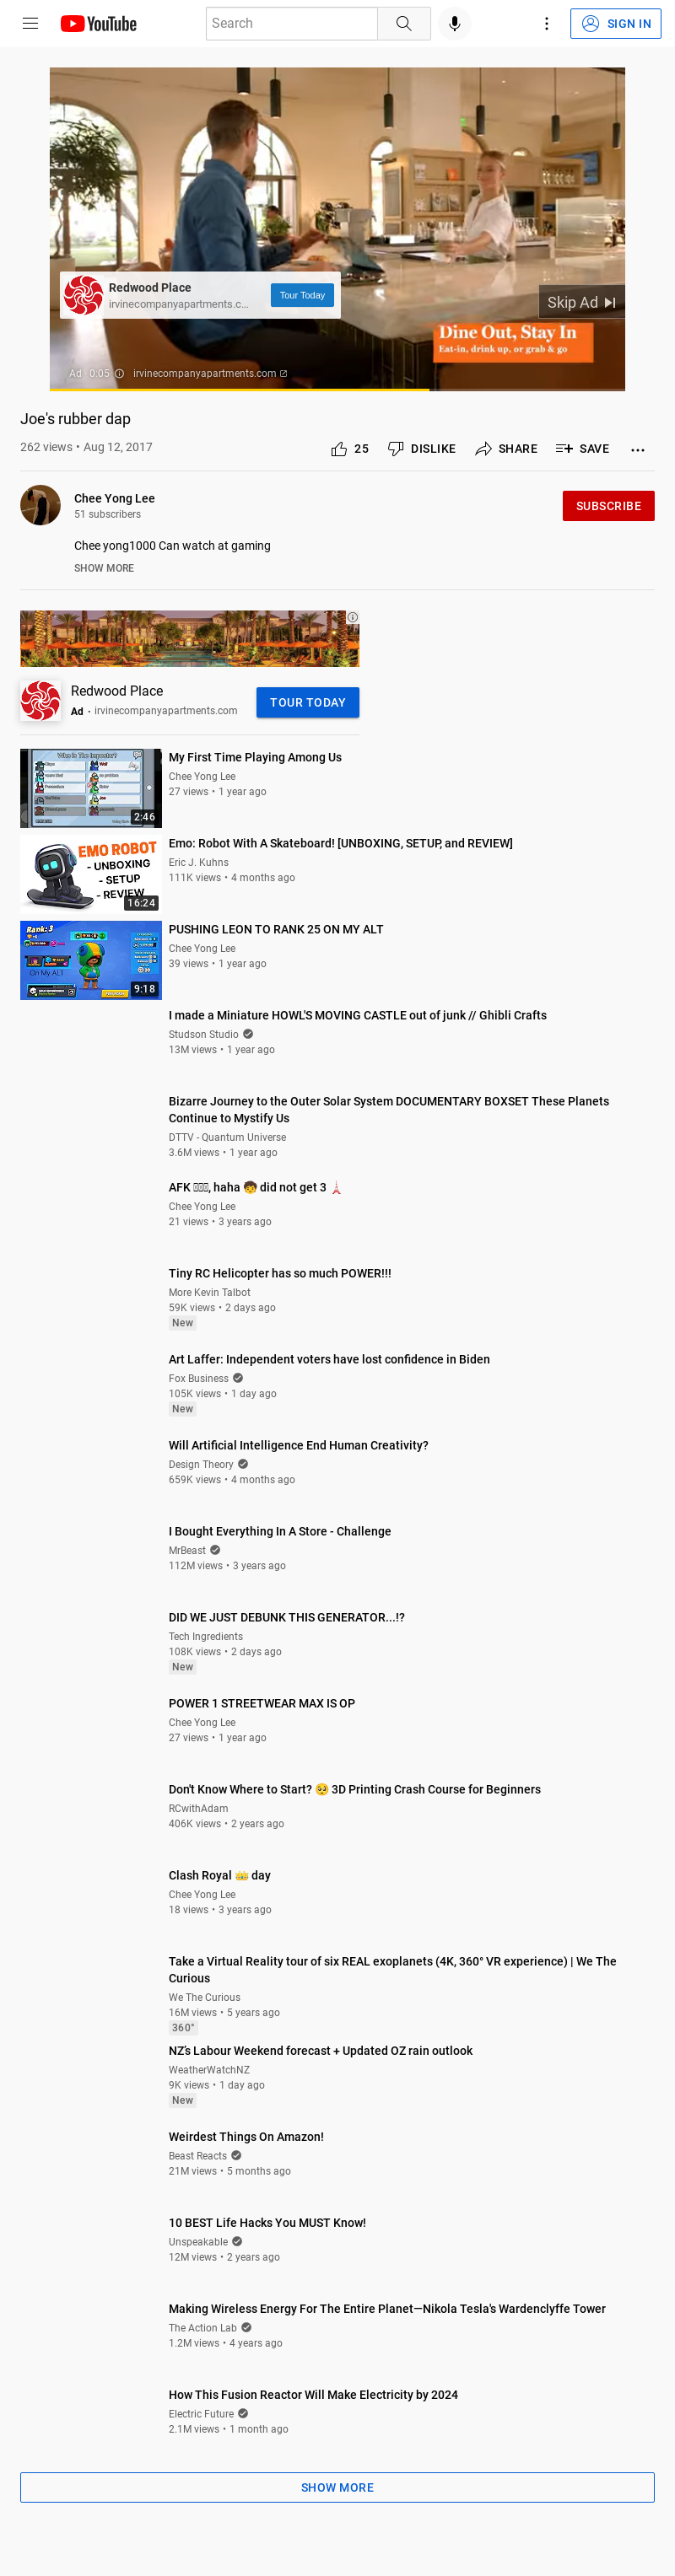 YouTube
Search
SIGN IN
Redwood Place
irvinecompanyapartments.c...
Tour Today
Skip Ad
Dine Out, Stay In
Eat-in, drink up, or grab & go
Ad · 0:05
irvinecompanyapartments.com
Joe's rubber dap
262 views • Aug 12, 2017
25
DISLIKE
SHARE
SAVE
Chee Yong Lee
51 subscribers
SUBSCRIBE
Chee yong1000 Can watch at gaming
SHOW MORE
Redwood Place
Ad · irvinecompanyapartments.com
TOUR TODAY
Who Is The Impostor?
2:46
My First Time Playing Among Us
Chee Yong Lee
27 views • 1 year ago
EMO ROBOT
- UNBOXING
- SETUP
- REVIEW
16:24
Emo: Robot With A Skateboard! [UNBOXING, SETUP, and REVIEW]
Eric J. Kuhns
111K views • 4 months ago
Rank: 3
On My ALT
9:18
PUSHING LEON TO RANK 25 ON MY ALT
Chee Yong Lee
39 views • 1 year ago
I made a Miniature HOWL'S MOVING CASTLE out of junk // Ghibli Crafts
Studson Studio
13M views • 1 year ago
Bizarre Journey to the Outer Solar System DOCUMENTARY BOXSET These Planets
Continue to Mystify Us
DTTV - Quantum Universe
3.6M views • 1 year ago
AFK , haha 🧒 did not get 3 🗼
Chee Yong Lee
21 views • 3 years ago
Tiny RC Helicopter has so much POWER!!!
More Kevin Talbot
59K views • 2 days ago
New
Art Laffer: Independent voters have lost confidence in Biden
Fox Business
105K views • 1 day ago
New
Will Artificial Intelligence End Human Creativity?
Design Theory
659K views • 4 months ago
I Bought Everything In A Store - Challenge
MrBeast
112M views • 3 years ago
DID WE JUST DEBUNK THIS GENERATOR...!?
Tech Ingredients
108K views • 2 days ago
New
POWER 1 STREETWEAR MAX IS OP
Chee Yong Lee
27 views • 1 year ago
Don't Know Where to Start? 🥺 3D Printing Crash Course for Beginners
RCwithAdam
406K views • 2 years ago
Clash Royal 👑 day
Chee Yong Lee
18 views • 3 years ago
Take a Virtual Reality tour of six REAL exoplanets (4K, 360° VR experience) | We The
Curious
We The Curious
16M views • 5 years ago
360°
NZ's Labour Weekend forecast + Updated OZ rain outlook
WeatherWatchNZ
9K views • 1 day ago
New
Weirdest Things On Amazon!
Beast Reacts
21M views • 5 months ago
10 BEST Life Hacks You MUST Know!
Unspeakable
12M views • 2 years ago
Making Wireless Energy For The Entire Planet—Nikola Tesla's Wardenclyffe Tower
The Action Lab
1.2M views • 4 years ago
How This Fusion Reactor Will Make Electricity by 2024
Electric Future
2.1M views • 1 month ago
SHOW MORE